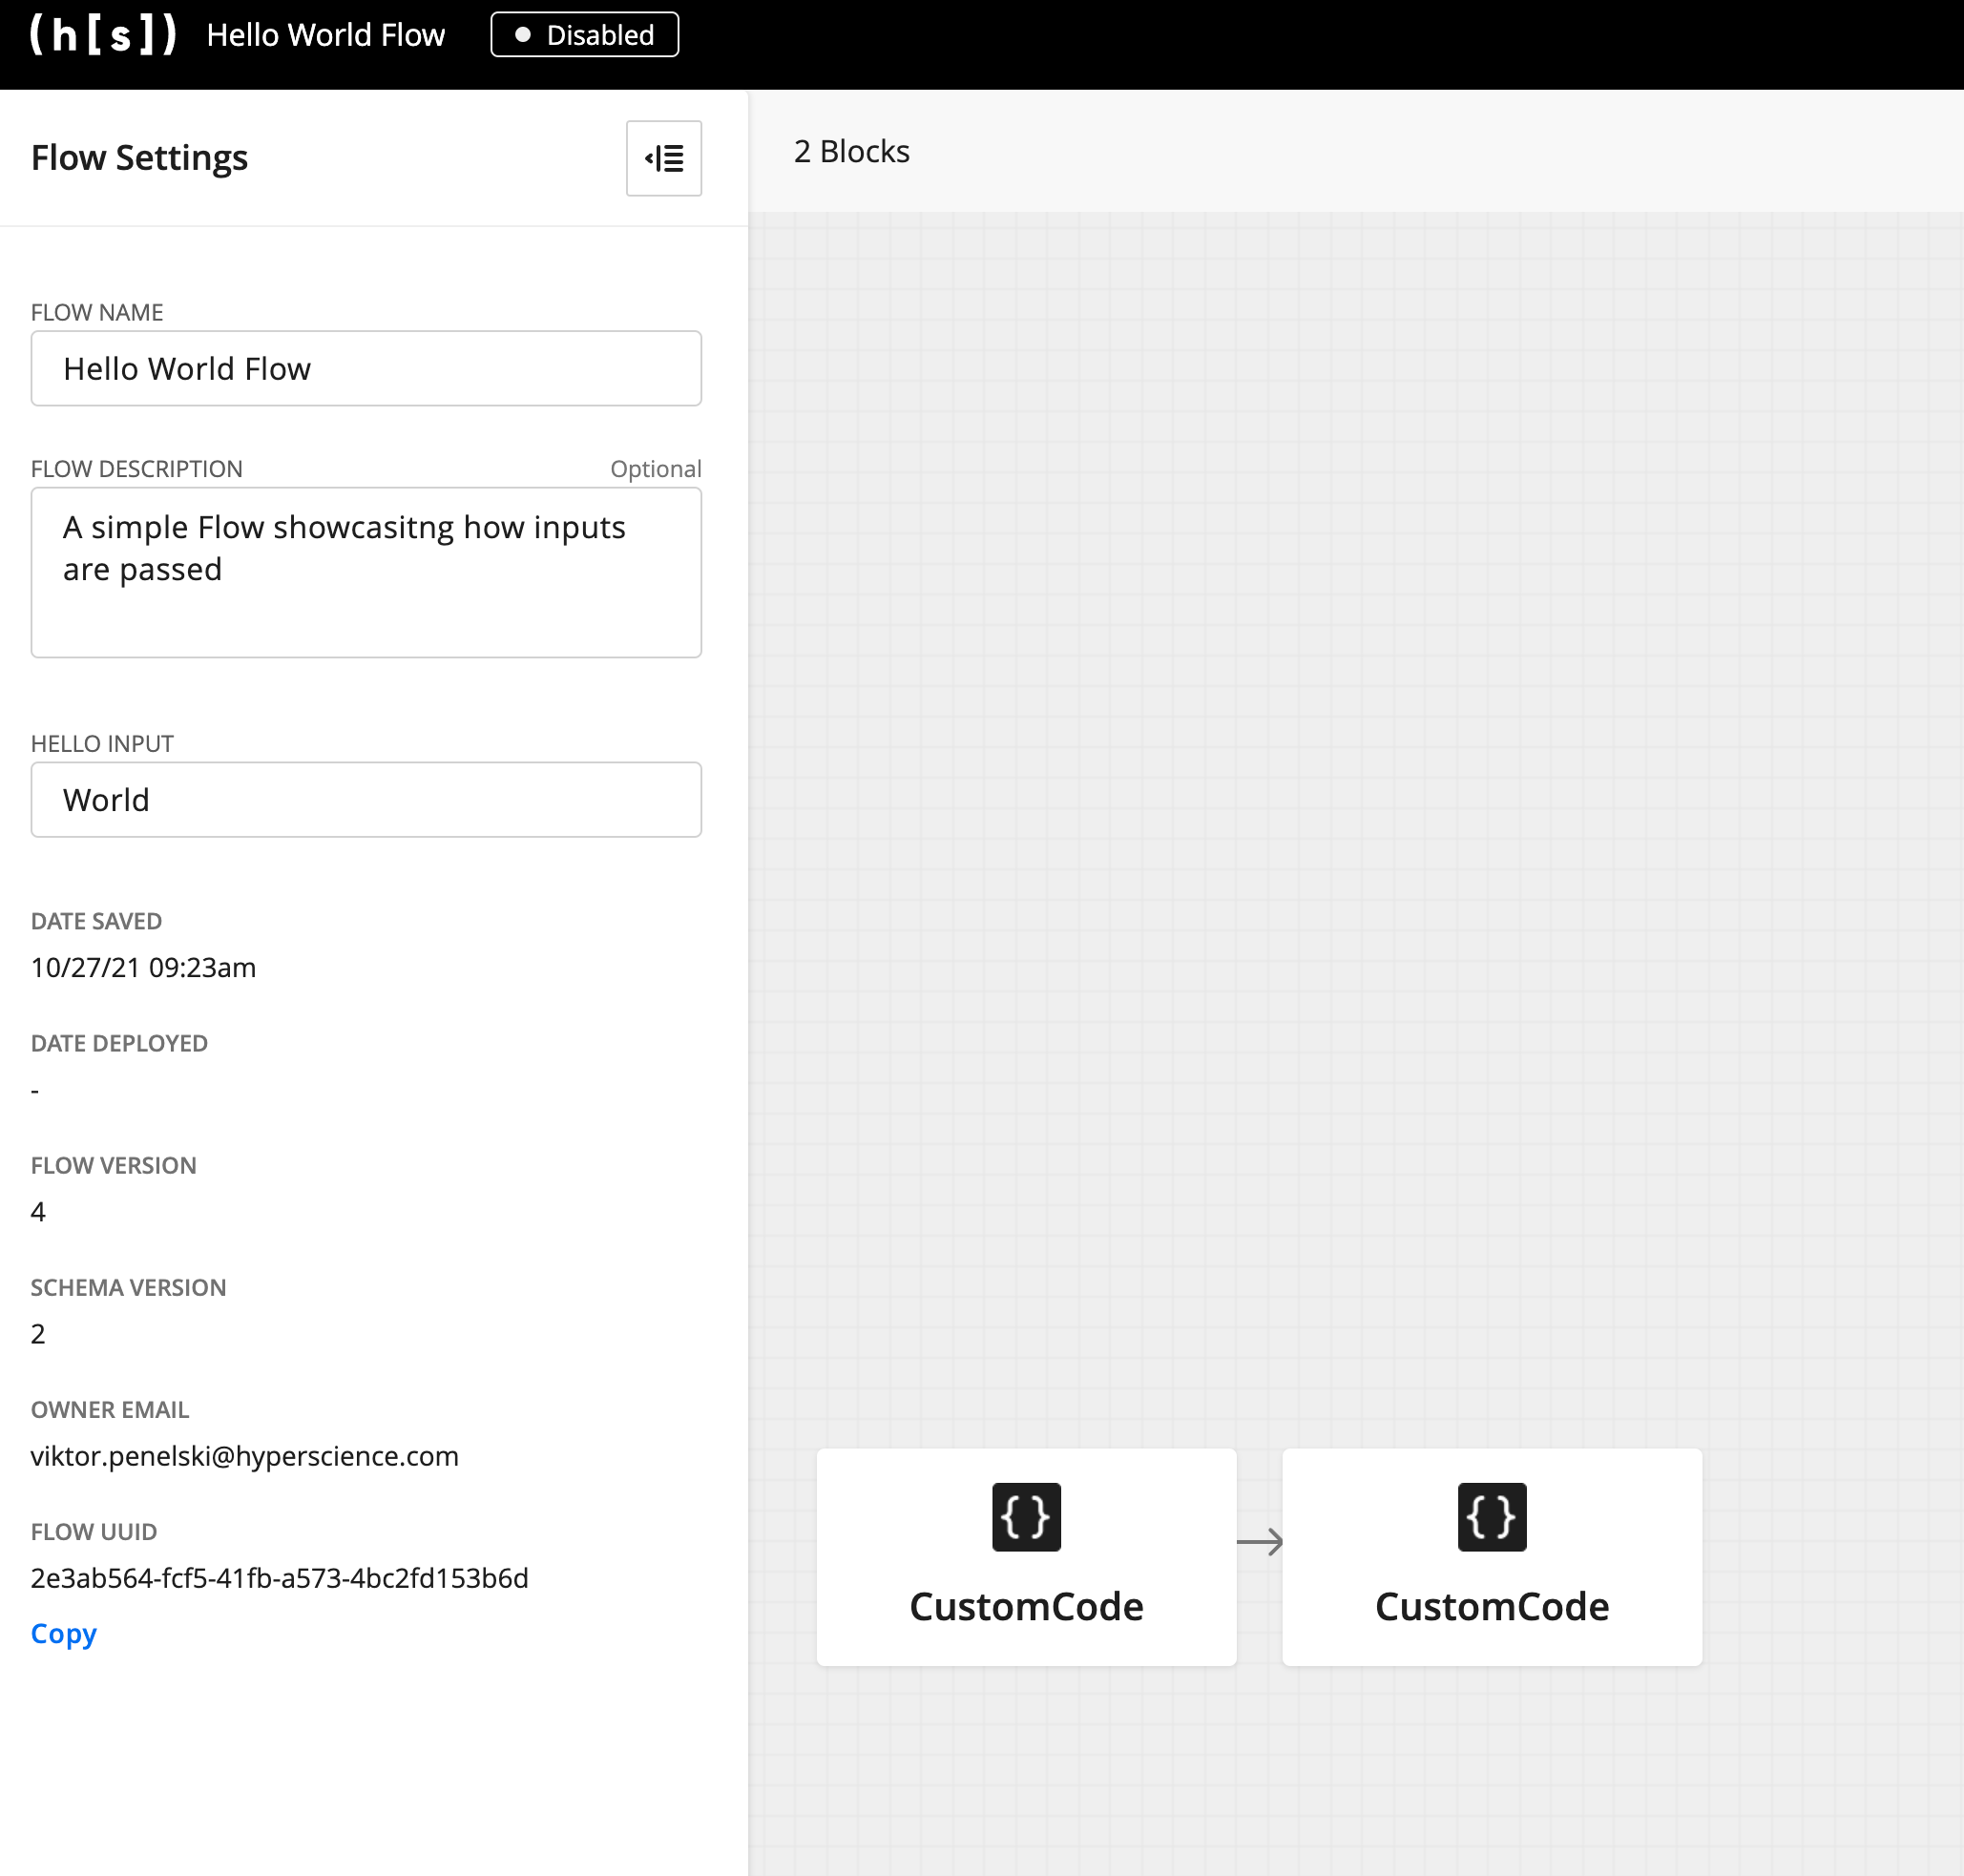 (h[s]) Hello World Flow Disabled
Flow Settings
2 Blocks
FLOW NAME
Hello World Flow
FLOW DESCRIPTION Optional
A simple Flow showcasitng how inputs
are passed
HELLO INPUT
World
DATE SAVED
10/27/21 09:23am
DATE DEPLOYED
-
FLOW VERSION
4
SCHEMA VERSION
2
OWNER EMAIL
viktor.penelski@hyperscience.com
FLOW UUID
2e3ab564-fcf5-41fb-a573-4bc2fd153b6d
Copy
{} {}
CustomCode CustomCode